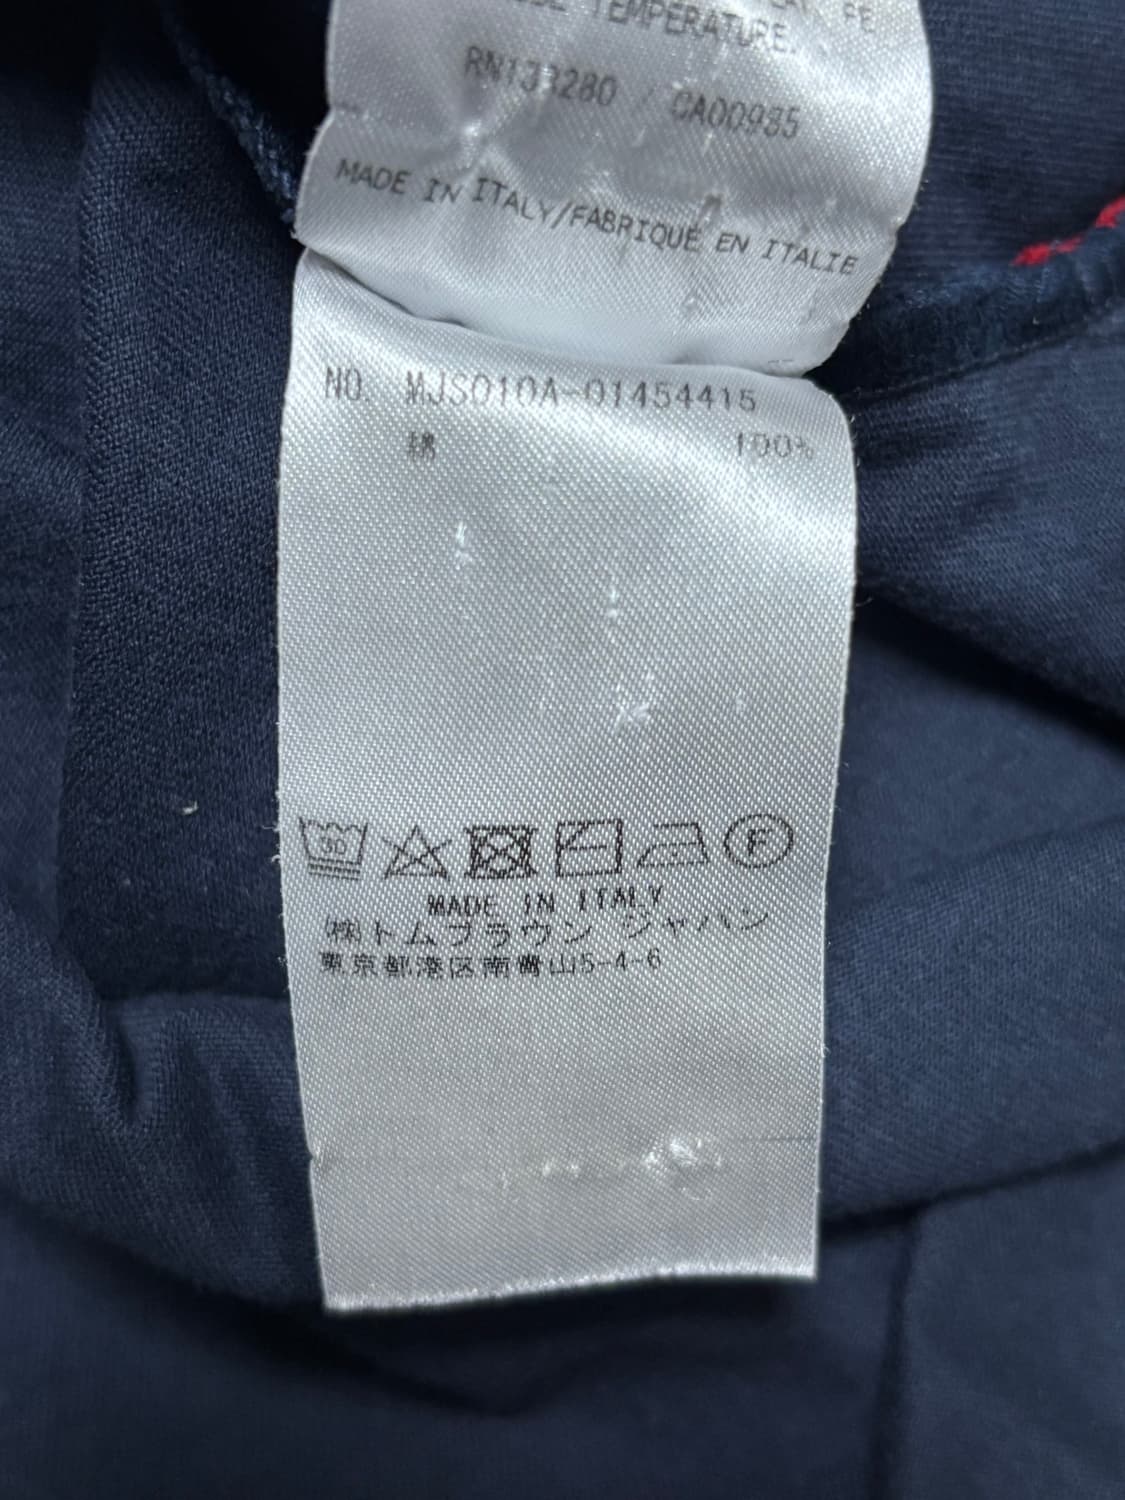 TEMPERATURE.
RN133280 / CA00985
MADE IN ITALY/FABRIQUÉ EN ITALIE
NO. MJS010A-01454415
綿 100%
30
F
MADE IN ITALY
(株)トムブラウン ジャパン
東京都港区南青山5-4-6